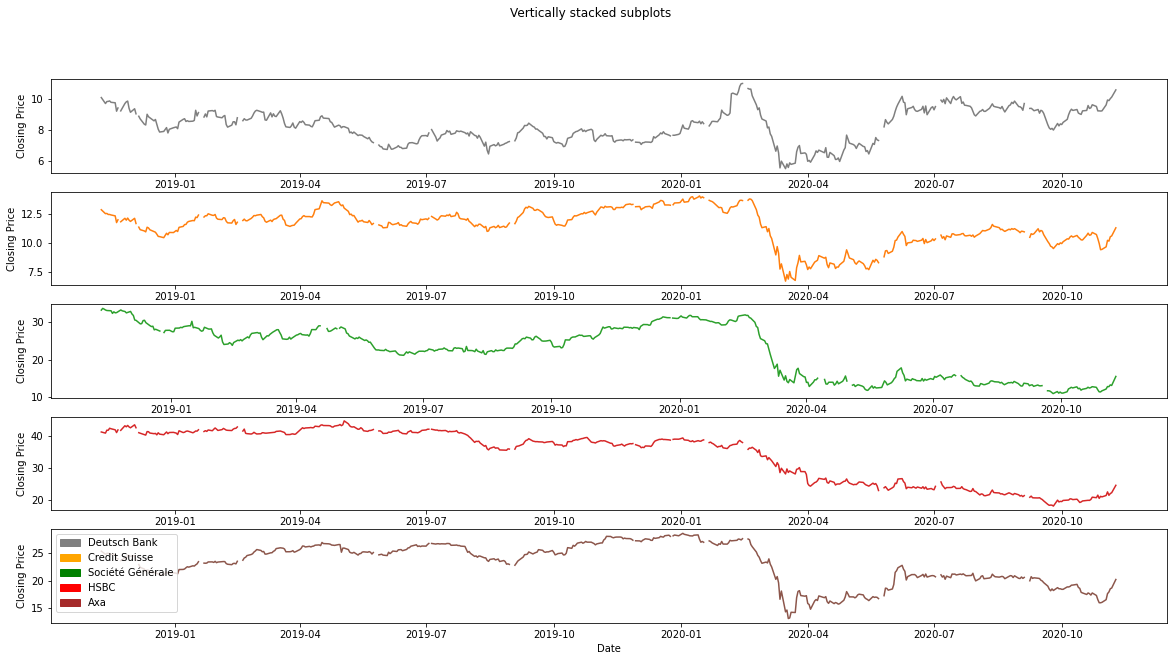 Vertically stacked subplots
Closing Price
10
8
6
2019-01 2019-04 2019-07 2019-10 2020-01 2020-04 2020-07 2020-10
Closing Price
12.5
10.0
7.5
2019-01 2019-04 2019-07 2019-10 2020-01 2020-04 2020-07 2020-10
Closing Price
30
20
10
2019-01 2019-04 2019-07 2019-10 2020-01 2020-04 2020-07 2020-10
Closing Price
40
30
20
2019-01 2019-04 2019-07 2019-10 2020-01 2020-04 2020-07 2020-10
Closing Price
25
20
15
Deutsch Bank
Credit Suisse
Société Générale
HSBC
Axa
2019-01 2019-04 2019-07 2019-10 2020-01 2020-04 2020-07 2020-10
Date